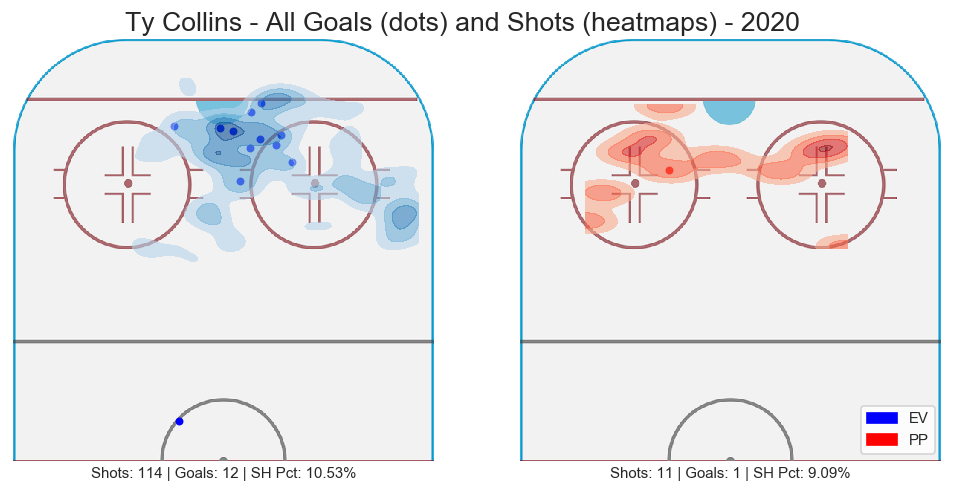 Ty Collins - All Goals (dots) and Shots (heatmaps) - 2020
EV
PP
Shots: 114 | Goals: 12 | SH Pct: 10.53%
Shots: 11 | Goals: 1 | SH Pct: 9.09%